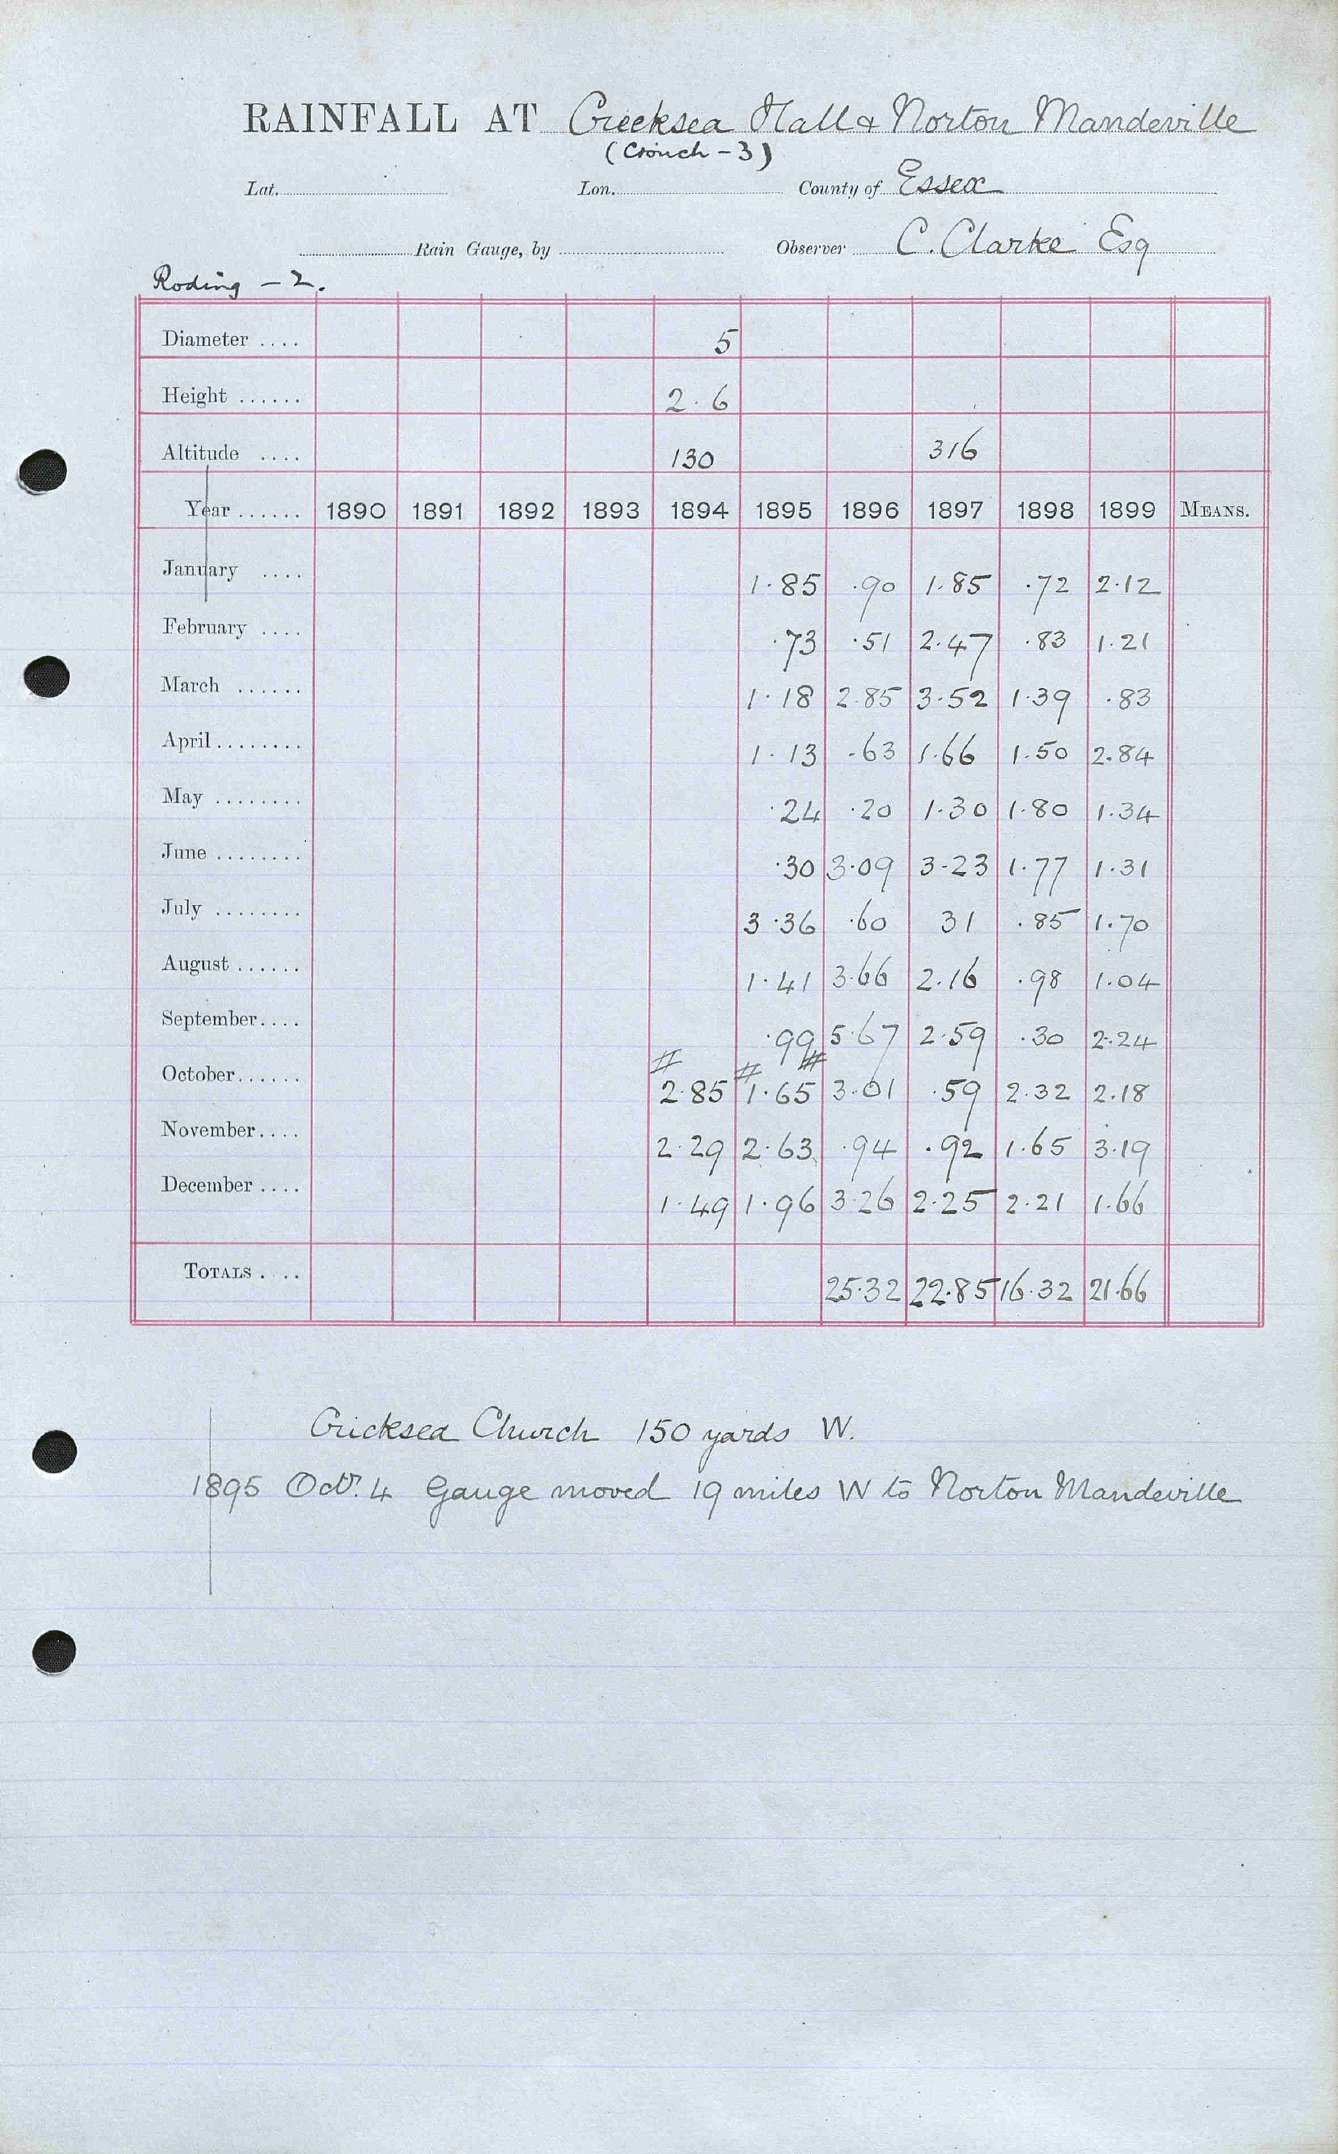 RAINFALL AT Creeksea Hall & Norton Mandeville
(Crouch - 3)
Lat. Lon. County of Essex
Rain Gauge, by Observer C. Clarke Esq
Roding - 2.
Diameter .... 5
Height ...... 2.6
Altitude .... 130 316
Year ...... 1890 1891 1892 1893 1894 1895 1896 1897 1898 1899 MEANS.
January .... 1.85 .90 1.85 .72 2.12
February .... .73 .51 2.47 .83 1.21
March ...... 1.18 2.85 3.52 1.39 .83
April ........ 1.13 .63 1.66 1.50 2.84
May ........ .24 .20 1.30 1.80 1.34
June ........ .30 3.09 3.23 1.77 1.31
July ........ 3.36 .60 31 .85 1.70
August ...... 1.41 3.66 2.16 .98 1.04
September.... .99 5.67 2.59 .30 2.24
# # #
October...... 2.85 1.65 3.01 .59 2.32 2.18
November.... 2.29 2.63 .94 .92 1.65 3.19
December .... 1.49 1.96 3.26 2.25 2.21 1.66
TOTALS .... 25.32 22.85 16.32 21.66
Cricksea Church 150 yards W.
1895 Octr. 4 Gauge moved 19 miles W to Norton Mandeville